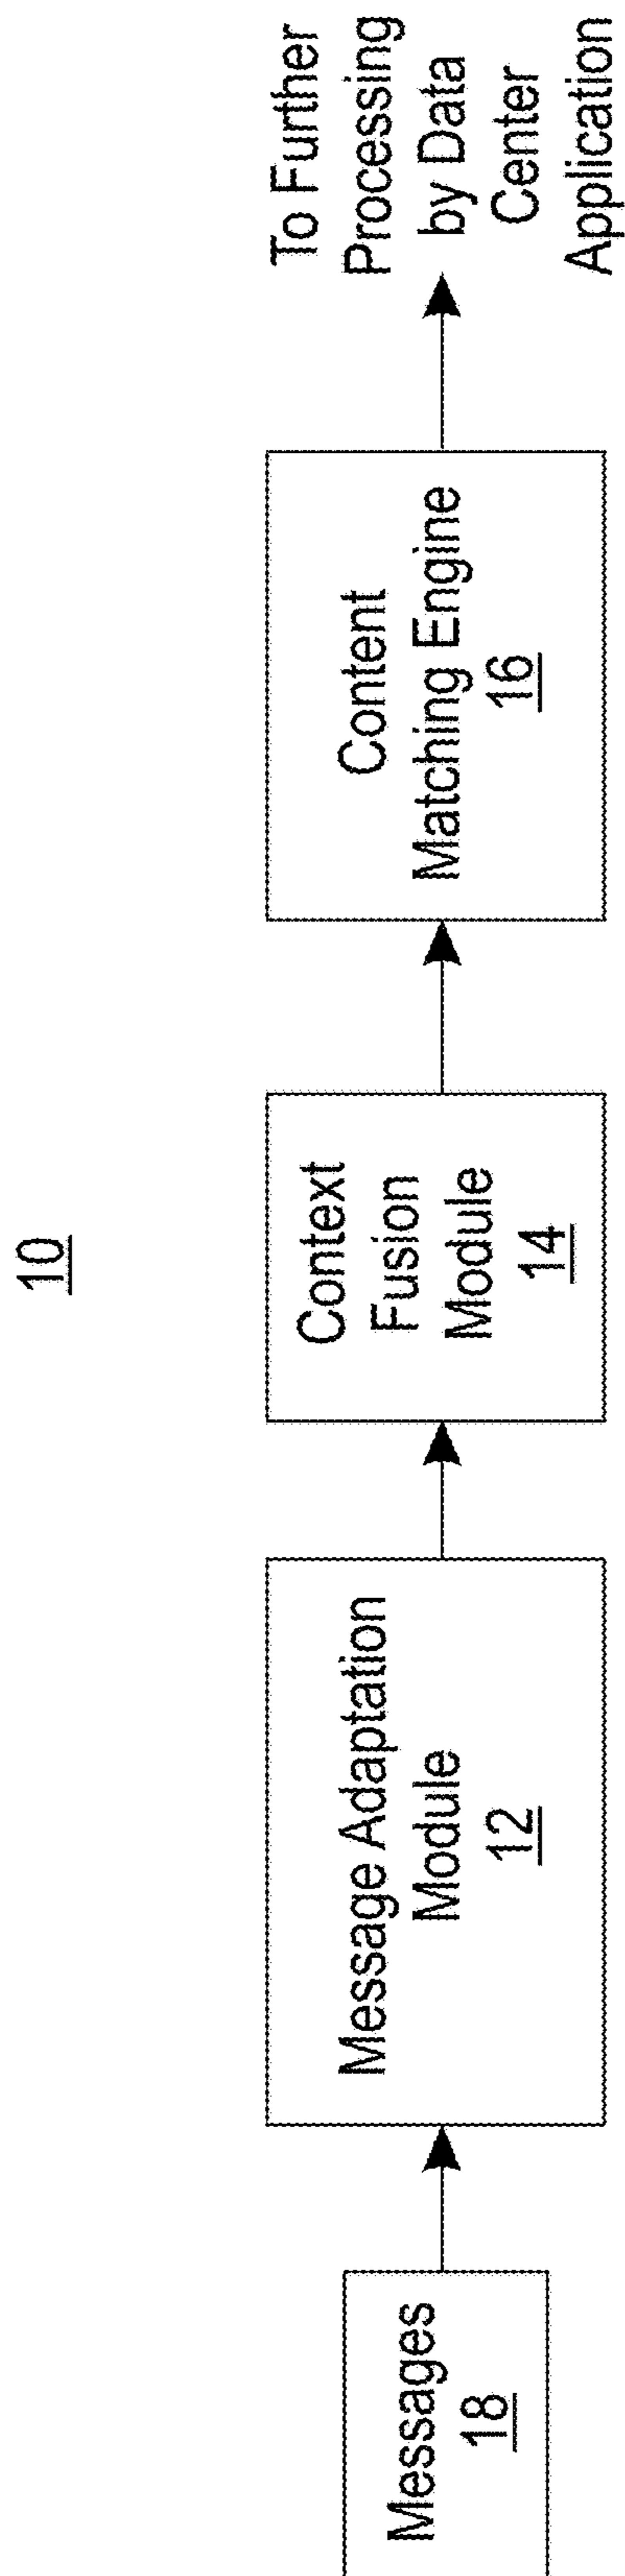 10
Messages
18
Message Adaptation
Module
12
Context
Fusion
Module
14
Content
Matching Engine
16
To Further
Processing
by Data
Center
Application